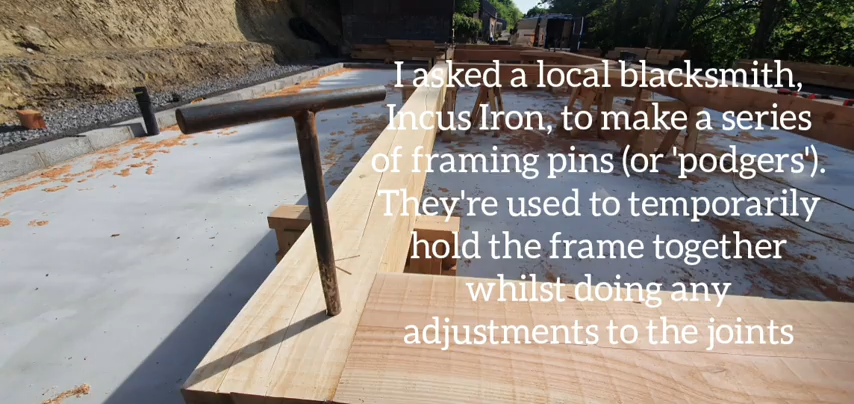 I asked a local blacksmith,
Incus Iron, to make a series
of framing pins (or 'podgers').
They're used to temporarily
hold the frame together
whilst doing any
adjustments to the joints